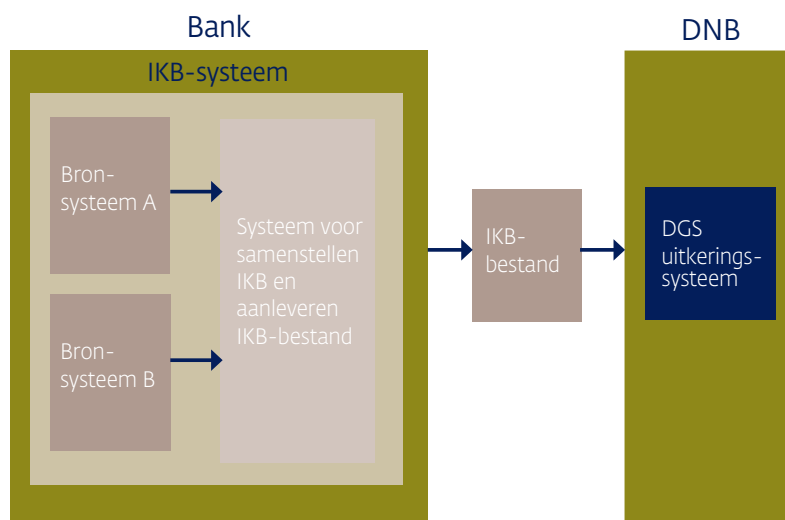 Bank
DNB
IKB-systeem
Bron-
systeem A
Bron-
systeem B
Systeem voor
samenstellen
IKB en
aanleveren
IKB-bestand
IKB-
bestand
DGS
uitkerings-
systeem